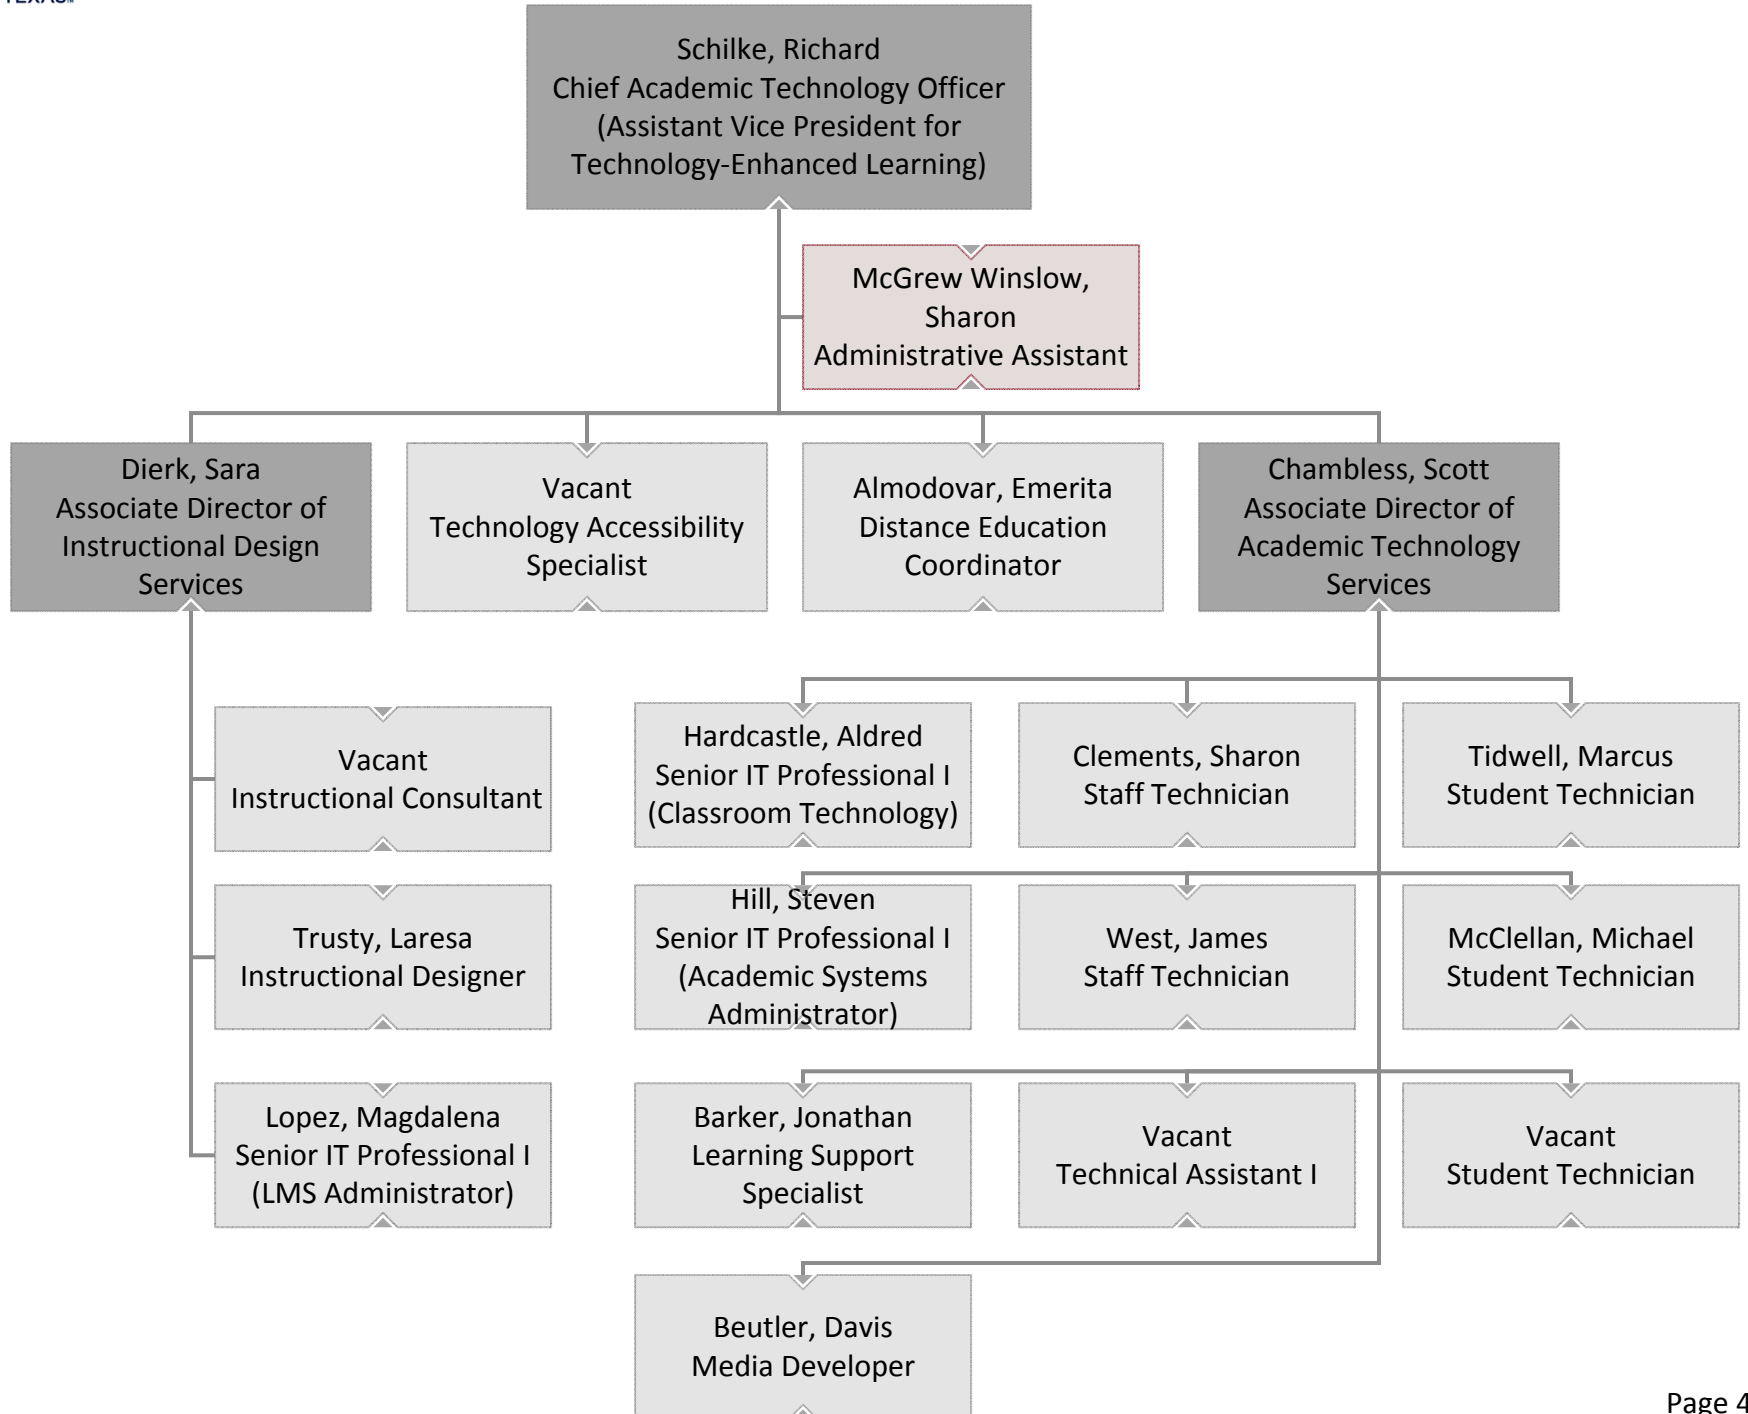 TEXAS
Schilke, Richard
Chief Academic Technology Officer
(Assistant Vice President for
Technology-Enhanced Learning)
McGrew Winslow,
Sharon
Administrative Assistant
Dierk, Sara
Associate Director of
Instructional Design
Services
Vacant
Technology Accessibility
Specialist
Almodovar, Emerita
Distance Education
Coordinator
Chambless, Scott
Associate Director of
Academic Technology
Services
Vacant
Instructional Consultant
Hardcastle, Aldred
Senior IT Professional I
(Classroom Technology)
Clements, Sharon
Staff Technician
Tidwell, Marcus
Student Technician
Trusty, Laresa
Instructional Designer
Hill, Steven
Senior IT Professional I
(Academic Systems
Administrator)
West, James
Staff Technician
McClellan, Michael
Student Technician
Lopez, Magdalena
Senior IT Professional I
(LMS Administrator)
Barker, Jonathan
Learning Support
Specialist
Vacant
Technical Assistant I
Vacant
Student Technician
Beutler, Davis
Media Developer
Page 4